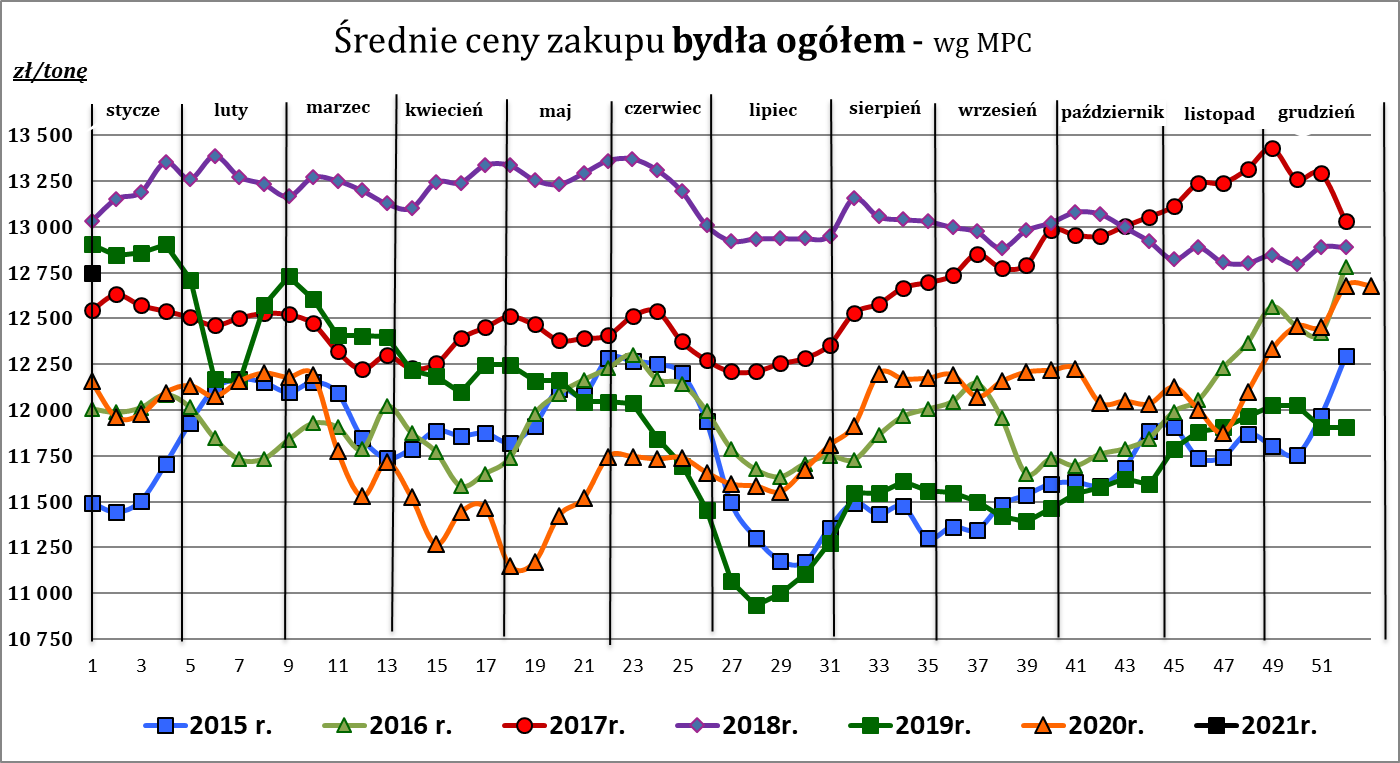 Średnie ceny zakupu bydła ogółem - wg MPC
zł/tonę
stycze luty marzec kwiecień maj czerwiec lipiec sierpień wrzesień październik listopad grudzień
13 500
13 250
13 000
12 750
12 500
12 250
12 000
11 750
11 500
11 250
11 000
10 750
1 3 5 7 9 11 13 15 17 19 21 23 25 27 29 31 33 35 37 39 41 43 45 47 49 51
2015 r. 2016 r. 2017r. 2018r. 2019r. 2020r. 2021r.